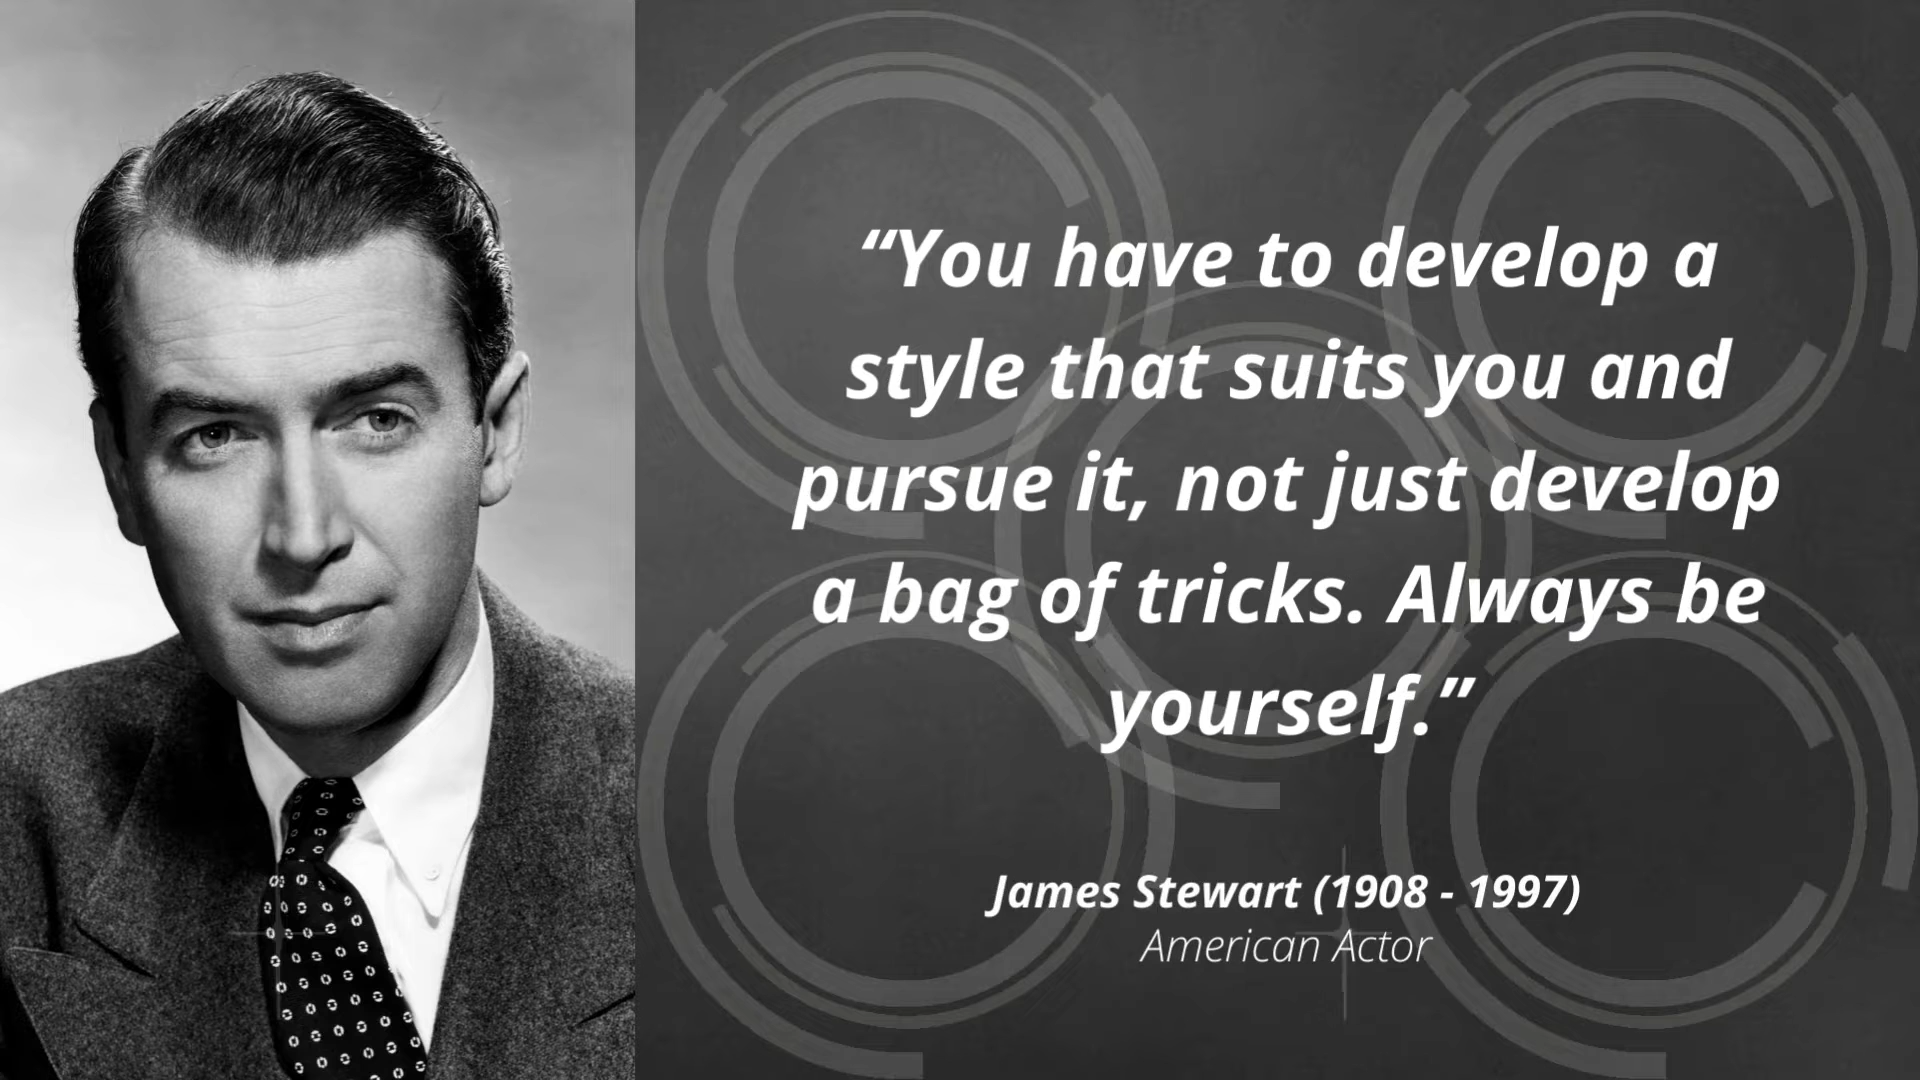 “You have to develop a
style that suits you and
pursue it, not just develop
a bag of tricks. Always be
yourself.”
James Stewart (1908 - 1997)
American Actor